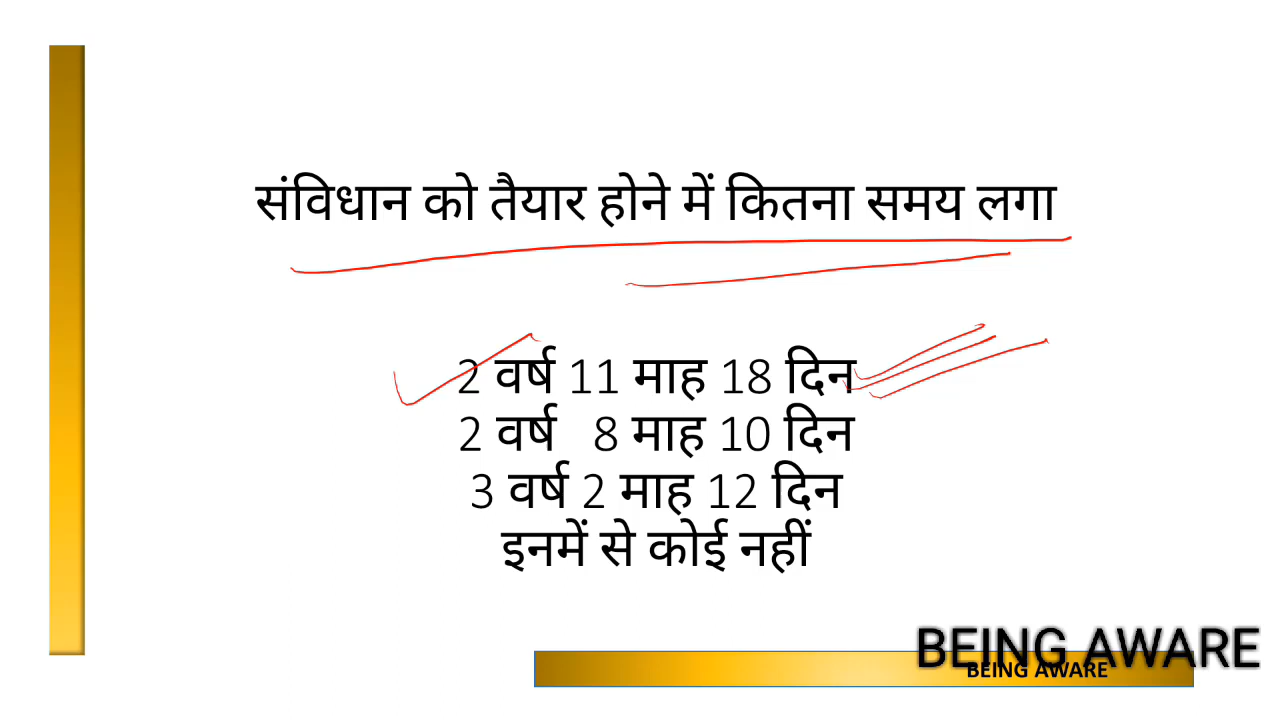 संविधान को तैयार होने में कितना समय लगा
2 वर्ष 11 माह 18 दिन
2 वर्ष 8 माह 10 दिन
3 वर्ष 2 माह 12 दिन
इनमें से कोई नहीं
BEING AWARE
BEING AWARE